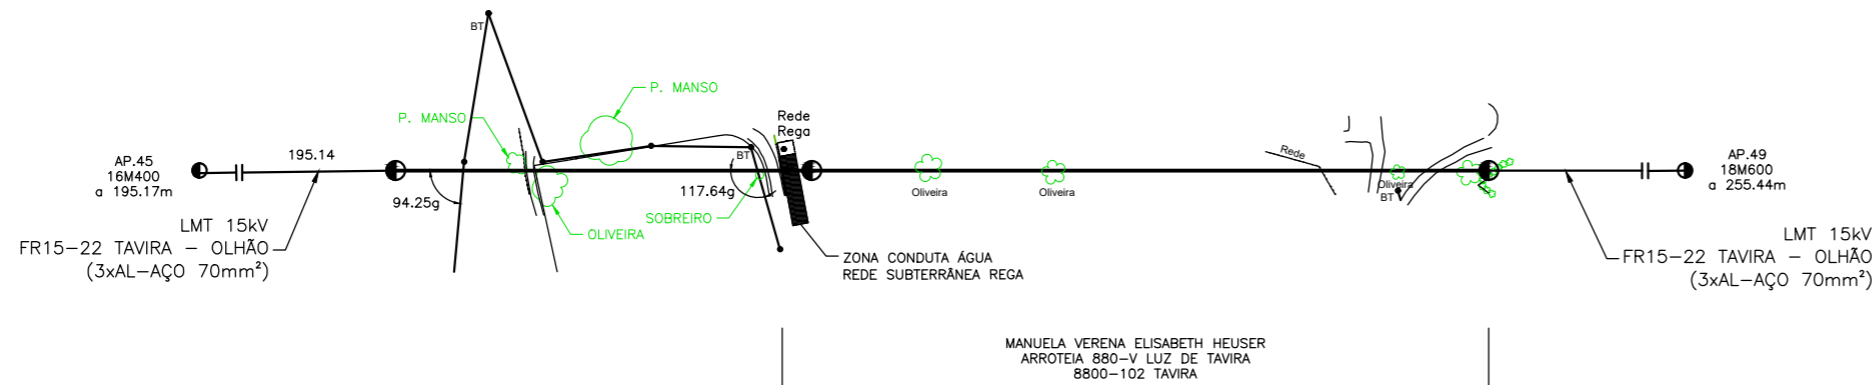 BT
P. MANSO
P. MANSO
Rede
Rega
AP.45
16M400
a 195.17m
195.14
BT
Rede
AP.49
18M600
a 255.44m
94.25g
117.64g
Oliveira
Oliveira
Oliveira
BT
SOBREIRO
OLIVEIRA
LMT 15kV
FR15-22 TAVIRA - OLHÃO
(3xAL-AÇO 70mm²)
ZONA CONDUTA ÁGUA
REDE SUBTERRÂNEA REGA
LMT 15kV
FR15-22 TAVIRA - OLHÃO
(3xAL-AÇO 70mm²)
MANUELA VERENA ELISABETH HEUSER
ARROTEIA 880-V LUZ DE TAVIRA
8800-102 TAVIRA